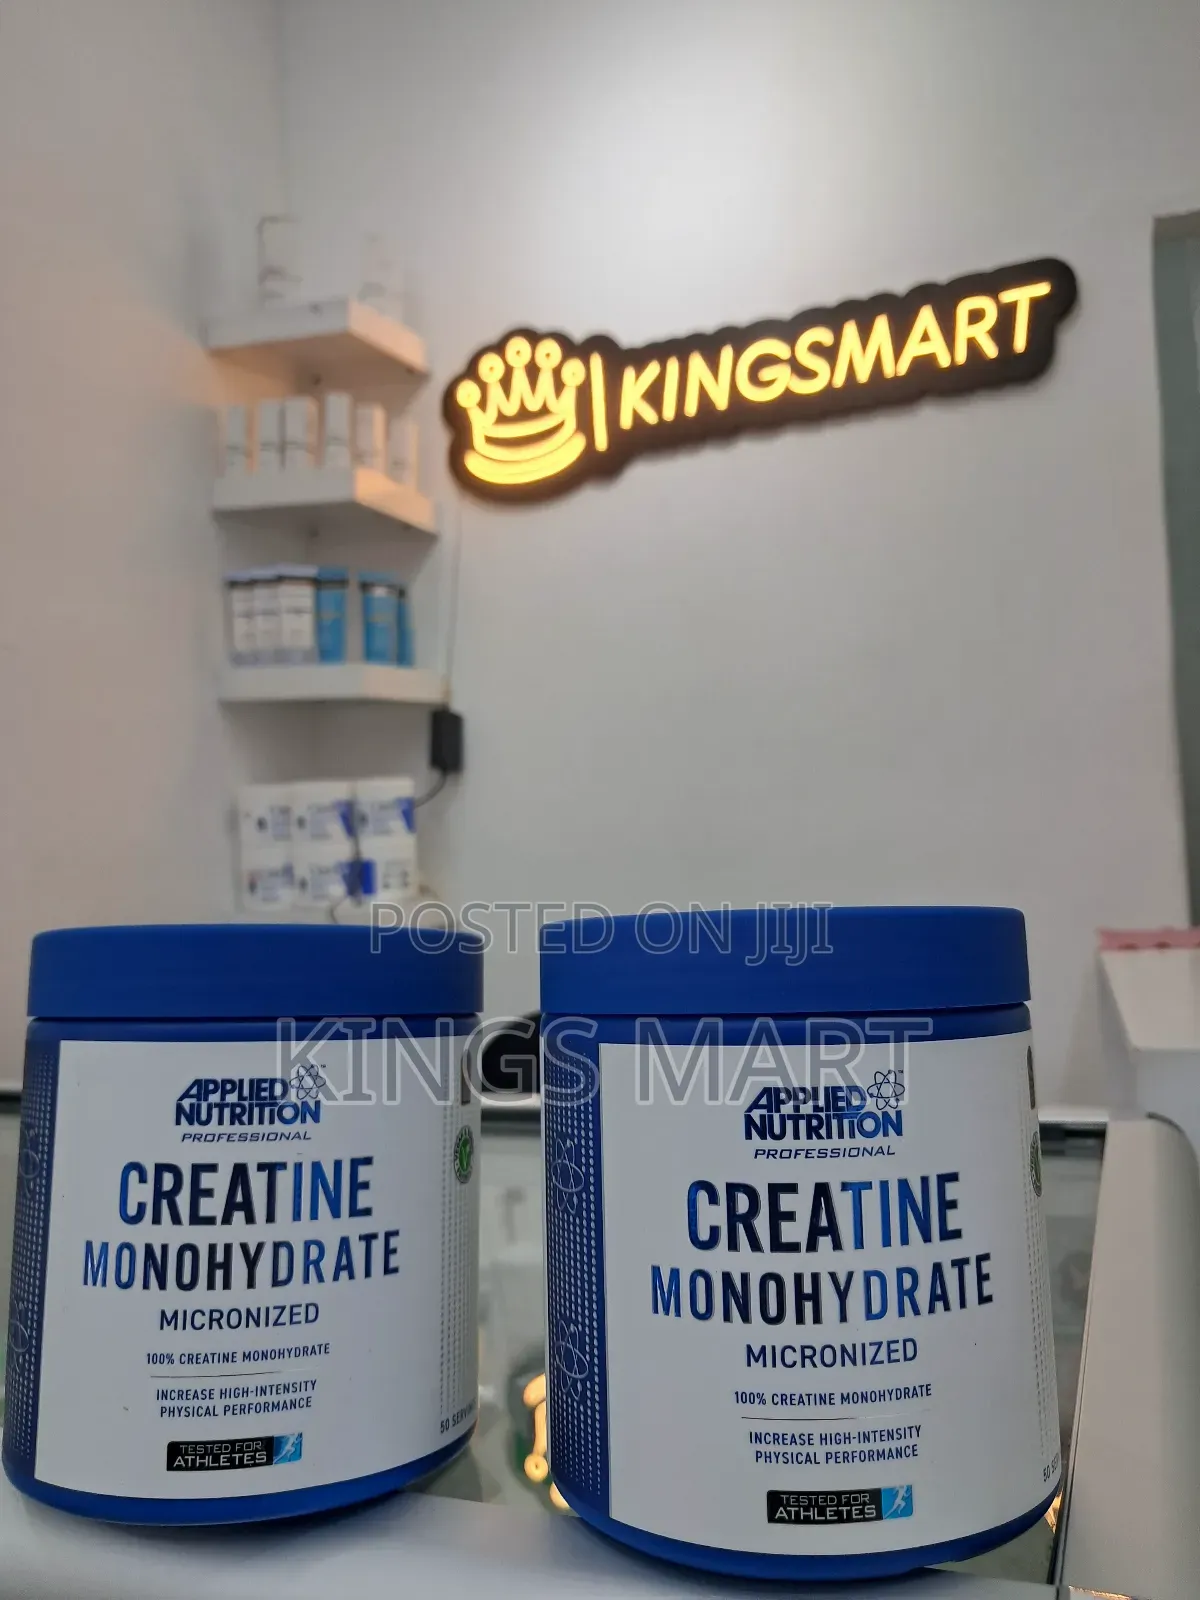 KINGSMART
POSTED ON JIJI
KINGS MART
APPLIED
NUTRITION
PROFESSIONAL
CREATINE
MONOHYDRATE
MICRONIZED
100% CREATINE MONOHYDRATE
INCREASE HIGH-INTENSITY
PHYSICAL PERFORMANCE
TESTED FOR
ATHLETES
50
APPLIED
NUTRITION
PROFESSIONAL
CREATINE
MONOHYDRATE
MICRONIZED
100% CREATINE MONOHYDRATE
INCREASE HIGH-INTENSITY
PHYSICAL PERFORMANCE
TESTED FOR
ATHLETES
50